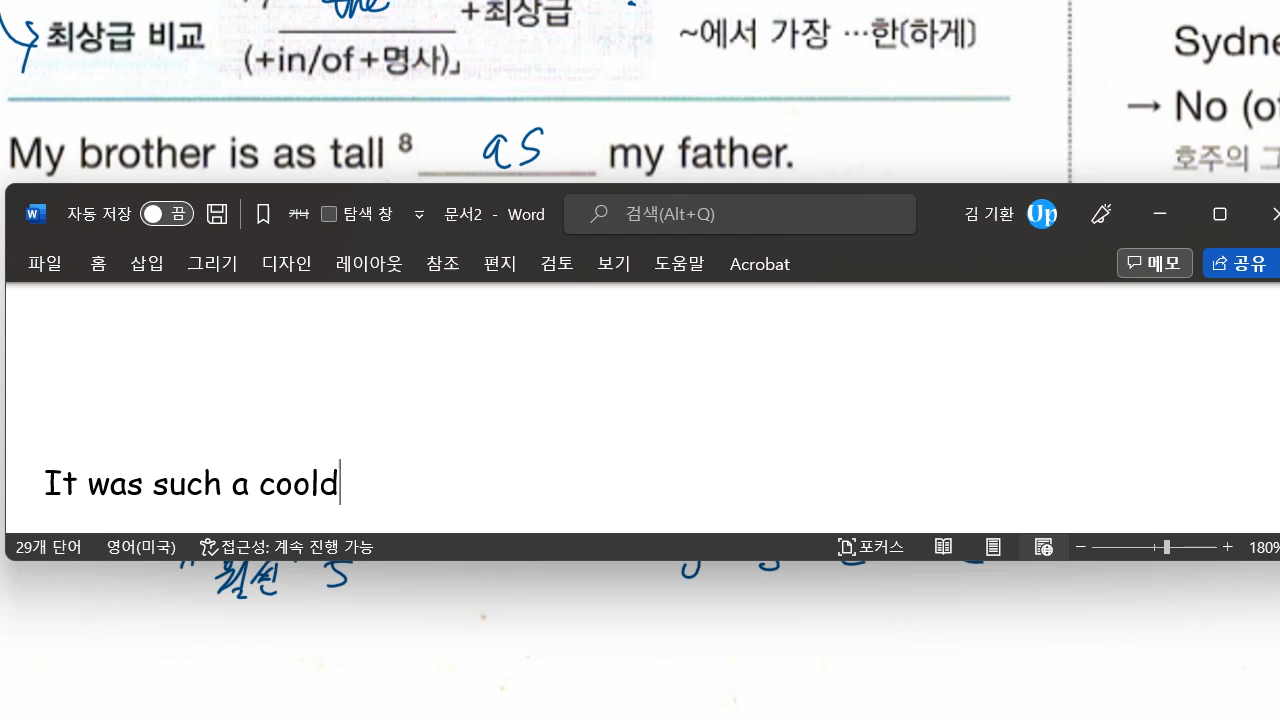 the +최상급
최상급 비교 ~에서 가장 …한(하게)
(+in/of+명사)」
Sydne
→ No (of
호주의 그
My brother is as tall 8 as my father.
자동 저장 끔 탐색 창 문서2 - Word 검색(Alt+Q) 김 기환 Up
파일 홈 삽입 그리기 디자인 레이아웃 참조 편지 검토 보기 도움말 Acrobat 메모 공유
It was such a coold
29개 단어 영어(미국) 접근성: 계속 진행 가능 포커스 180%
훨씬